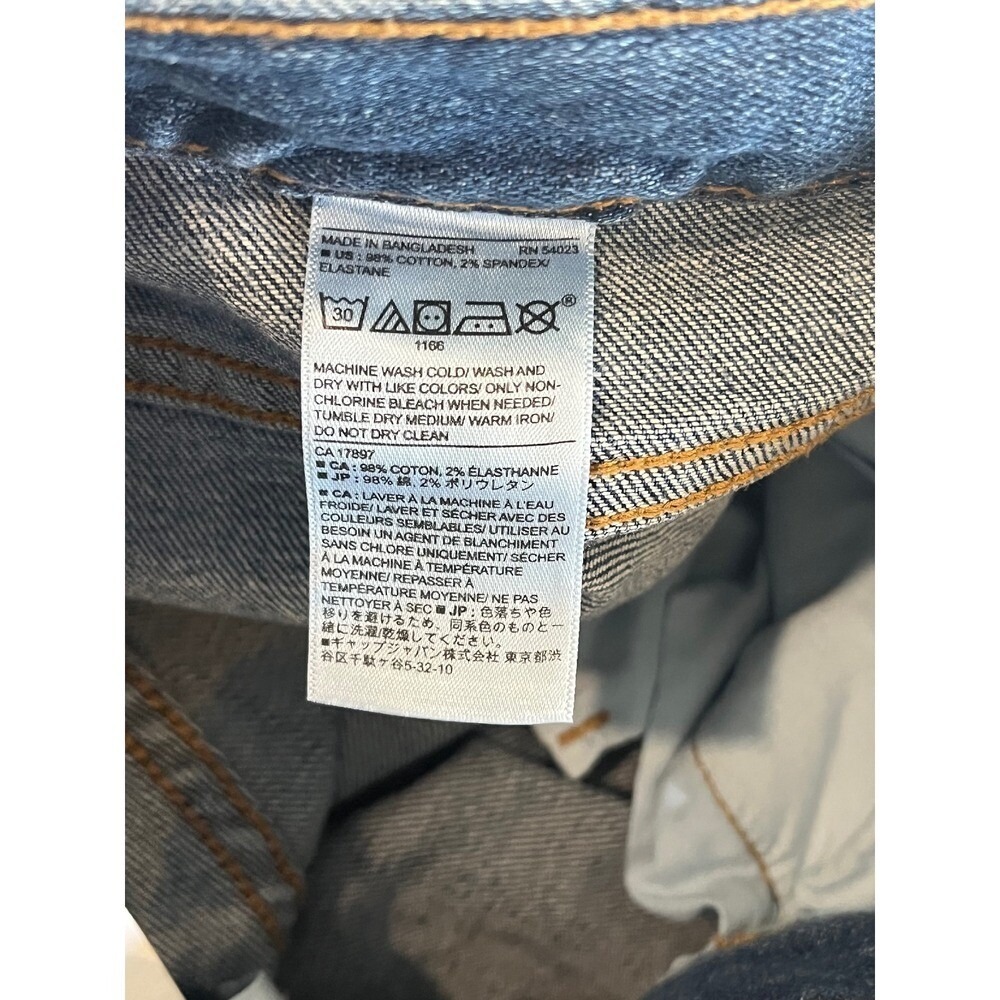 MADE IN BANGLADESH RN 54023
■ US : 98% COTTON, 2% SPANDEX/
ELASTANE
30 ®
1166
MACHINE WASH COLD/ WASH AND
DRY WITH LIKE COLORS/ ONLY NON-
CHLORINE BLEACH WHEN NEEDED/
TUMBLE DRY MEDIUM/ WARM IRON/
DO NOT DRY CLEAN
CA 17897
■ CA : 98% COTON, 2% ÉLASTHANNE
■ JP : 98% 綿, 2% ポリウレタン
■ CA : LAVER À LA MACHINE À L'EAU
FROIDE/ LAVER ET SÉCHER AVEC DES
COULEURS SEMBLABLES/ UTILISER AU
BESOIN UN AGENT DE BLANCHIMENT
SANS CHLORE UNIQUEMENT/ SÉCHER
À LA MACHINE À TEMPÉRATURE
MOYENNE/ REPASSER À
TEMPÉRATURE MOYENNE/ NE PAS
NETTOYER À SEC ■ JP : 色落ちや色
移りを避けるため、同系色のものと一
緒に洗濯/乾燥してください。
■ギャップジャパン株式会社 東京都渋
谷区千駄ヶ谷5-32-10